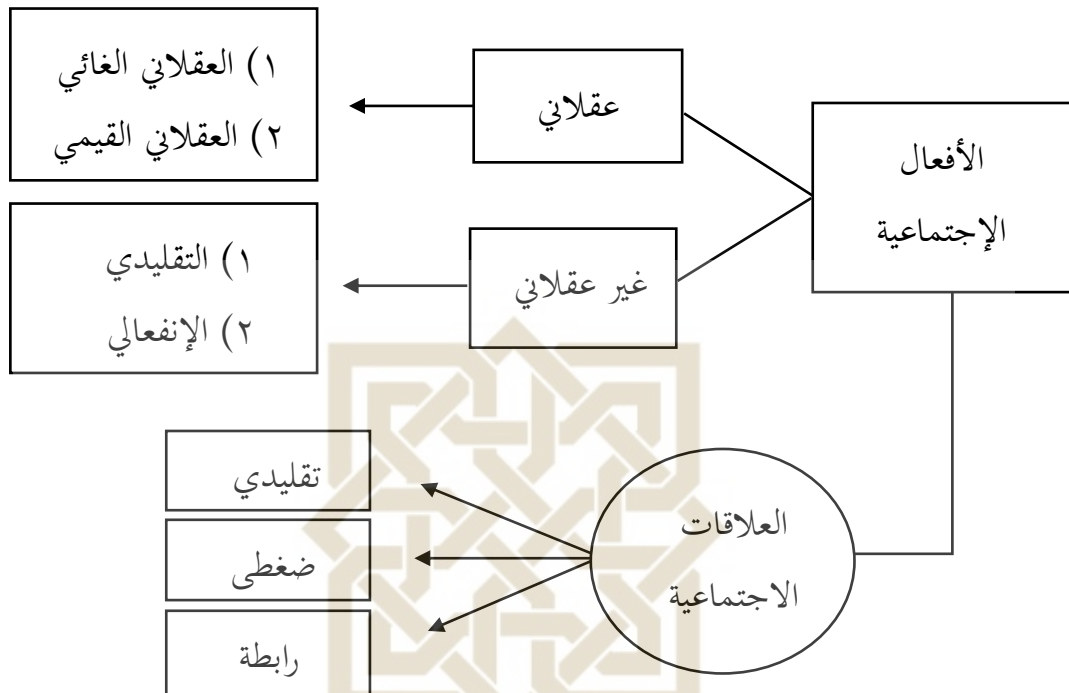 الأفعال
الإجتماعية
عقلاني
١) العقلاني الغائي
٢) العقلاني القيمي
غير عقلاني
١) التقليدي
٢) الإنفعالي
العلاقات
الاجتماعية
تقليدي
ضغطى
رابطة